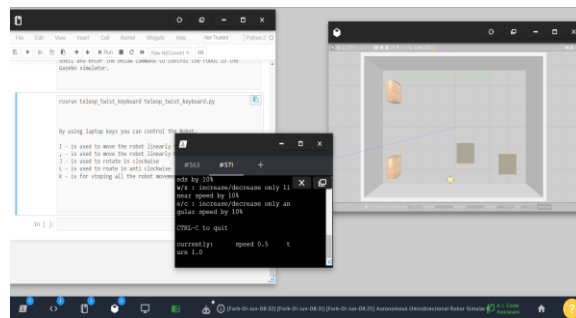 File Edit View Insert Cell Kernel Widgets Help Not Trusted Python 2
Run Raw NBConvert
shell and enter the below command to control the robot in the
Gazebo simulator.
rosrun teleop_twist_keyboard teleop_twist_keyboard.py
By using laptop keys you can control the Robot.
I - is used to move the robot linearly
, - is used to move the robot linearly
J - is used to rotate in clockwise
L - is used to roate in anti clockwise
K - is for stoping all the robot moveme
In [ ]:
#563 #571 +
eds by 10%
w/x : increase/decrease only li
near speed by 10%
e/c : increase/decrease only an
gular speed by 10%
CTRL-C to quit
currently: speed 0.5 t
urn 1.0
[Fork-01-Jun-08:33] [Fork-01-Jun-08:31] [Fork-01-Jun-08:25] Autonomous Omnidirectional Robot Simular
A.I. Code
Assistant